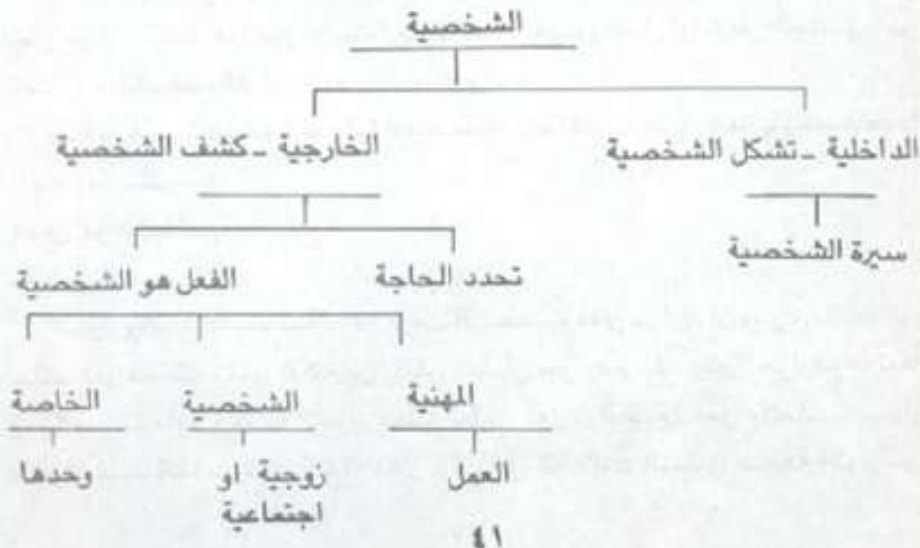 الشخصية
الداخلية ـ تشكل الشخصية
الخارجية ـ كشف الشخصية
سيرة الشخصية
تحدد الحاجة
الفعل هو الشخصية
المهنية
الشخصية
الخاصة
العمل
زوجية او
اجتماعية
وحدها
٤١